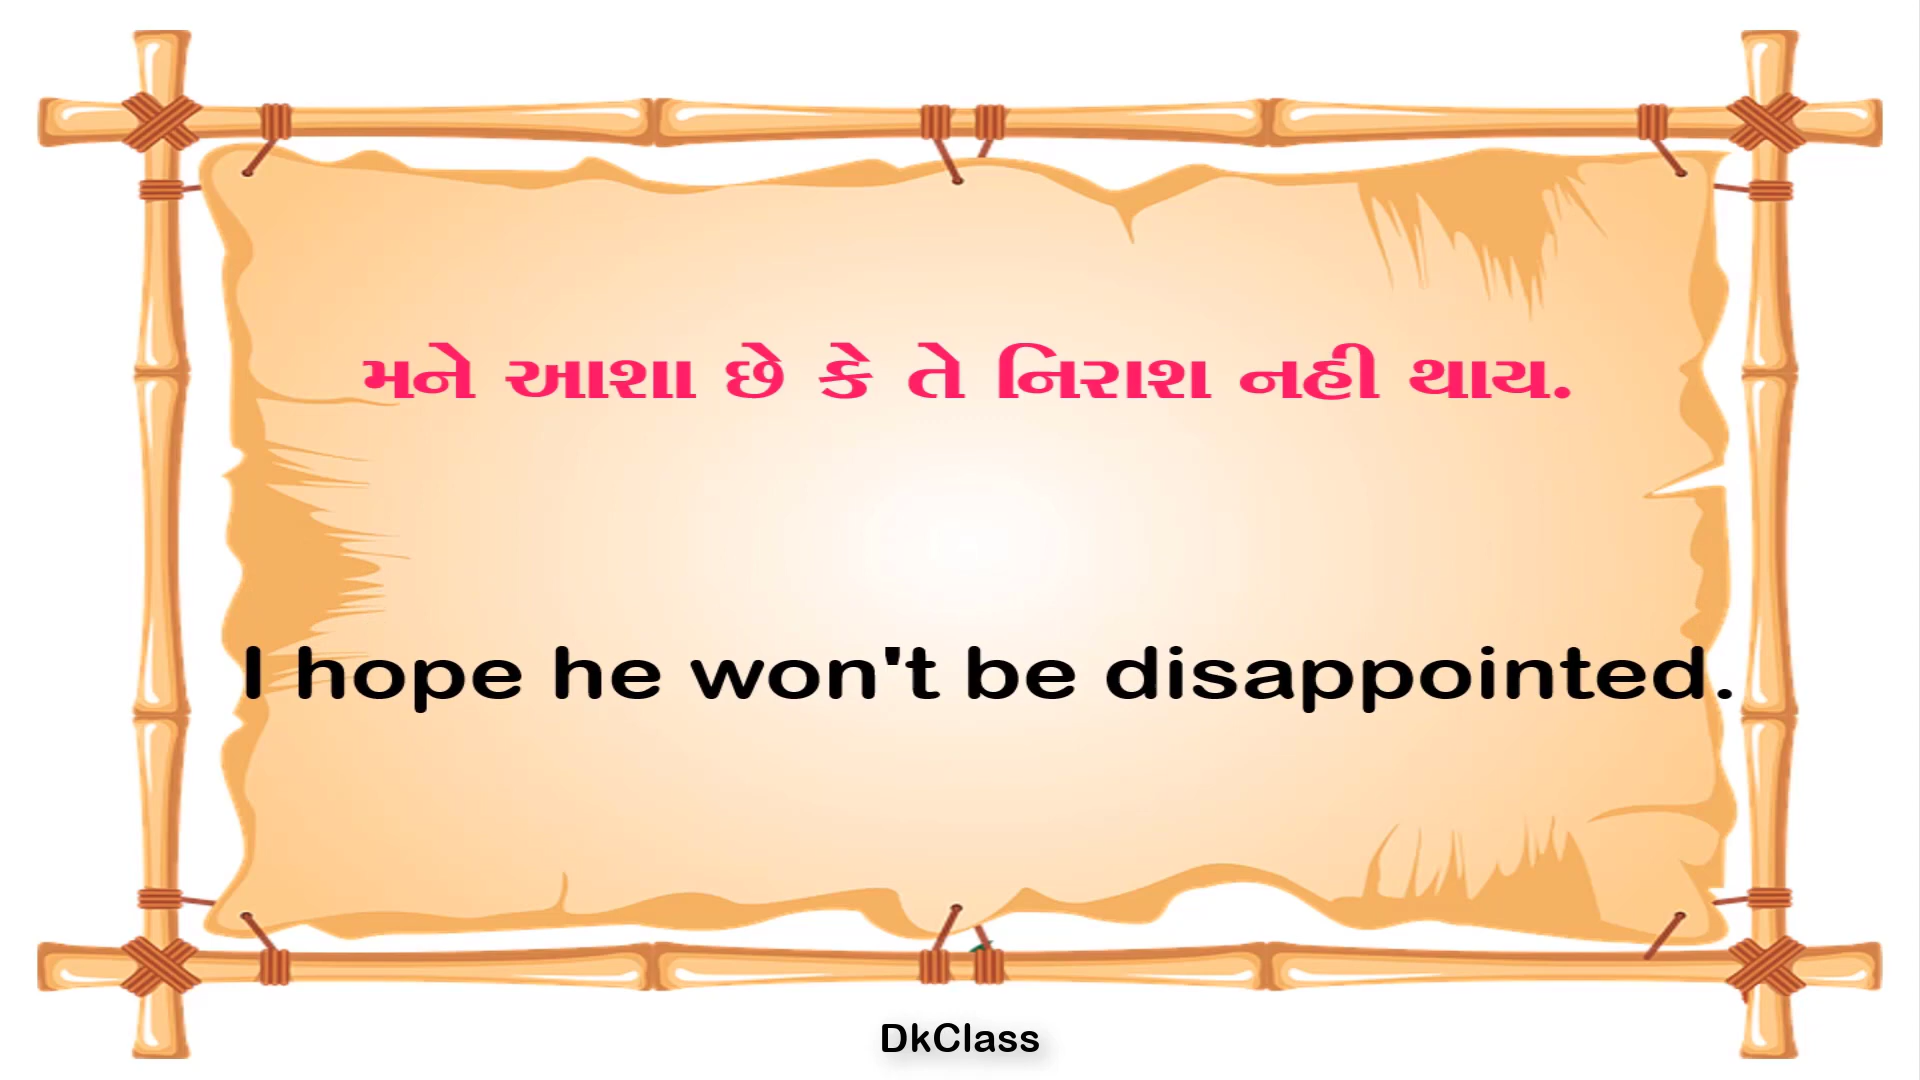 મને આશા છે કે તે નિરાશ નહી થાય.
I hope he won't be disappointed.
DkClass